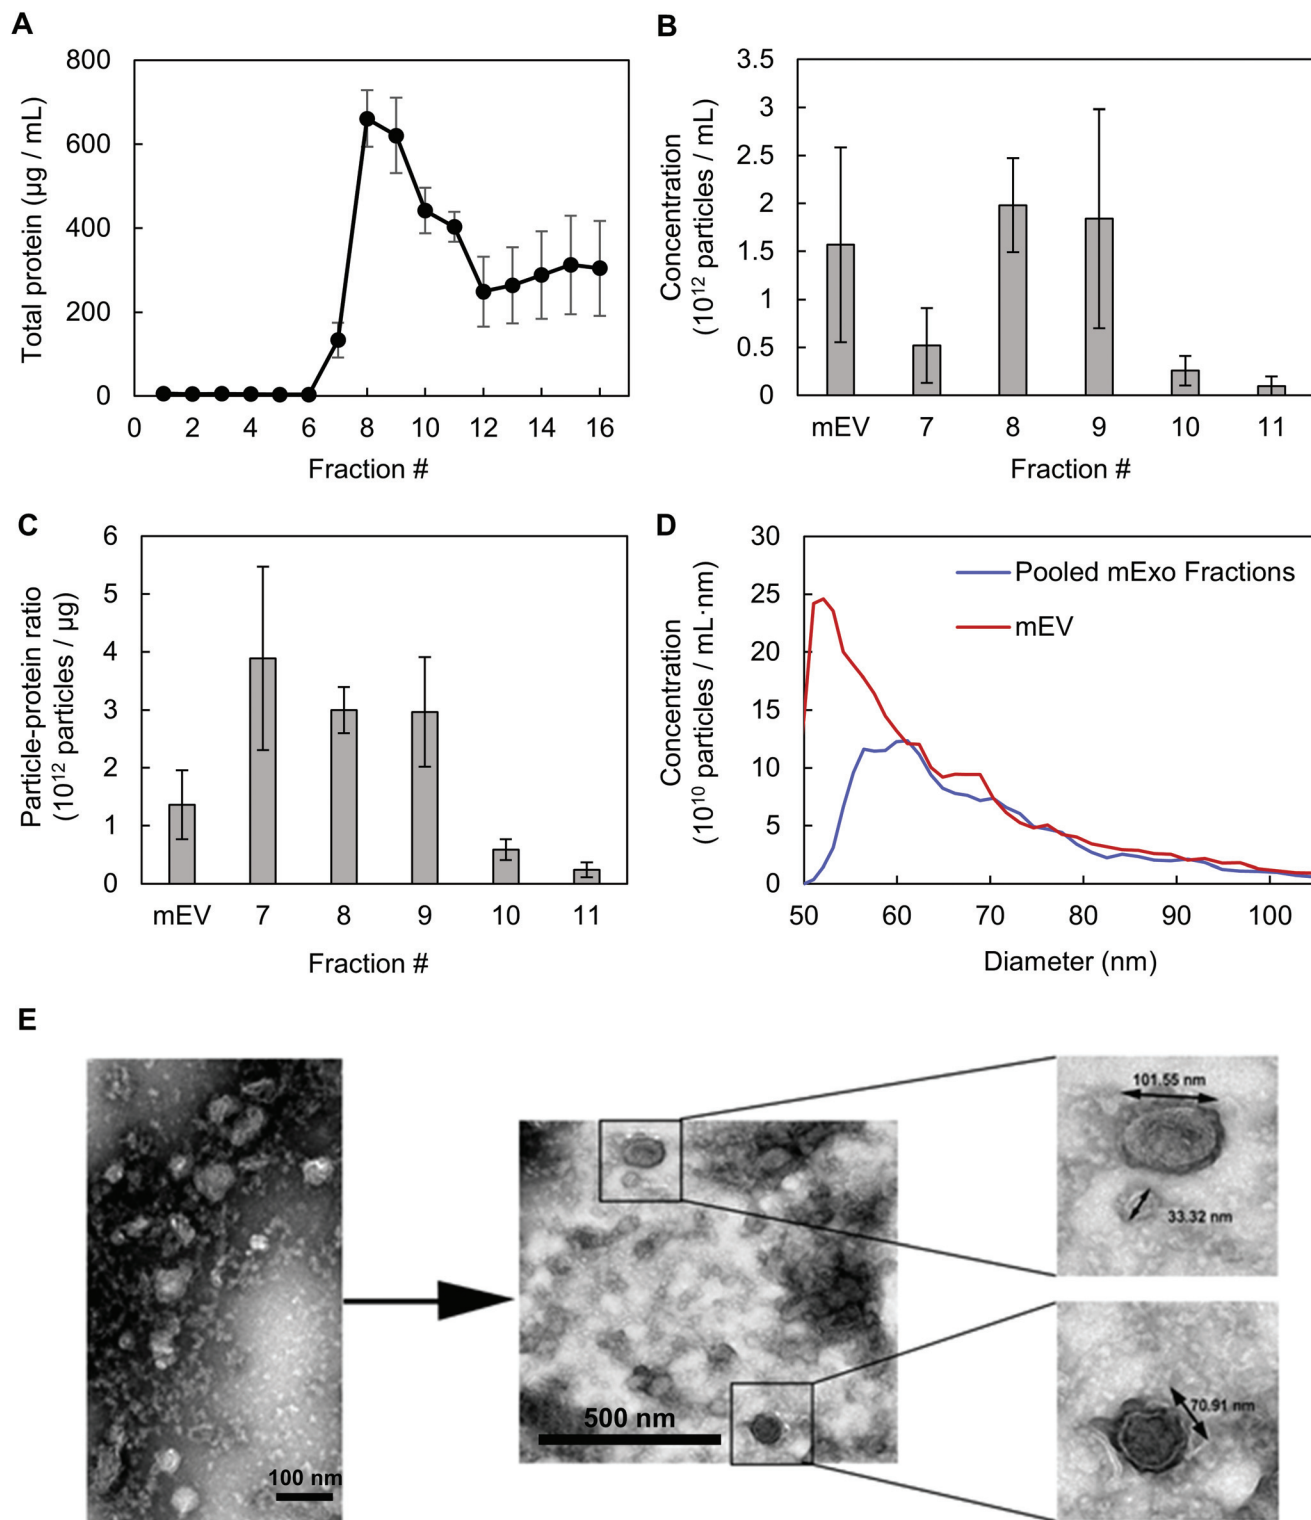 A
800
600
400
200
0
Total protein (µg / mL)
0 2 4 6 8 10 12 14 16
Fraction #
B
3.5
3
2.5
2
1.5
1
0.5
0
Concentration
(10¹² particles / mL)
mEV 7 8 9 10 11
Fraction #
C
6
5
4
3
2
1
0
Particle-protein ratio
(10¹² particles / µg)
mEV 7 8 9 10 11
Fraction #
D
30
25
20
15
10
5
0
Concentration
(10¹⁰ particles / mL·nm)
Pooled mExo Fractions
mEV
50 60 70 80 90 100
Diameter (nm)
E
100 nm
500 nm
101.55 nm
33.32 nm
70.91 nm